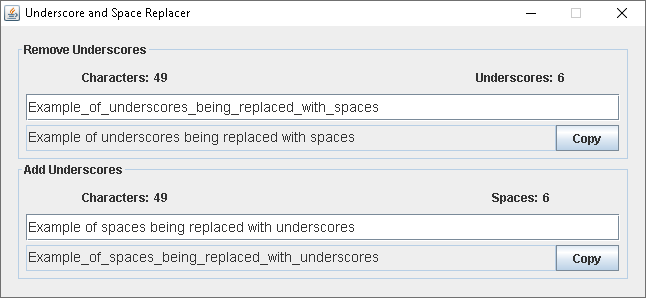 Underscore and Space Replacer
Remove Underscores
Characters: 49 Underscores: 6
Example_of_underscores_being_replaced_with_spaces
Example of underscores being replaced with spaces Copy
Add Underscores
Characters: 49 Spaces: 6
Example of spaces being replaced with underscores
Example_of_spaces_being_replaced_with_underscores Copy